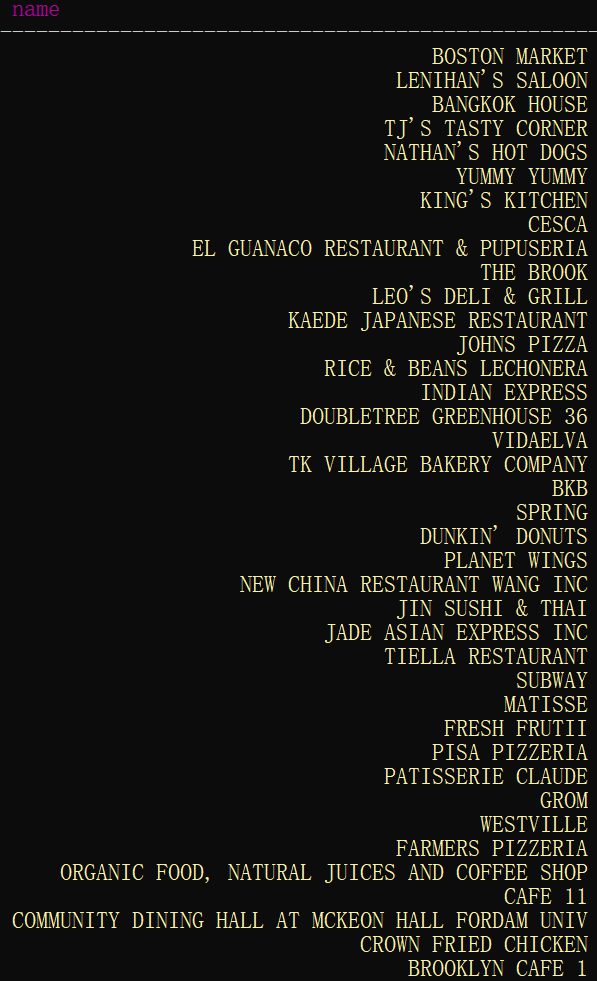 name
BOSTON MARKET
LENIHAN'S SALOON
BANGKOK HOUSE
TJ'S TASTY CORNER
NATHAN'S HOT DOGS
YUMMY YUMMY
KING'S KITCHEN
CESCA
EL GUANACO RESTAURANT & PUPUSERIA
THE BROOK
LEO'S DELI & GRILL
KAEDE JAPANESE RESTAURANT
JOHNS PIZZA
RICE & BEANS LECHONERA
INDIAN EXPRESS
DOUBLETREE GREENHOUSE 36
VIDAELVA
TK VILLAGE BAKERY COMPANY
BKB
SPRING
DUNKIN' DONUTS
PLANET WINGS
NEW CHINA RESTAURANT WANG INC
JIN SUSHI & THAI
JADE ASIAN EXPRESS INC
TIELLA RESTAURANT
SUBWAY
MATISSE
FRESH FRUTII
PISA PIZZERIA
PATISSERIE CLAUDE
GROM
WESTVILLE
FARMERS PIZZERIA
ORGANIC FOOD, NATURAL JUICES AND COFFEE SHOP
CAFE 11
COMMUNITY DINING HALL AT MCKEON HALL FORDAM UNIV
CROWN FRIED CHICKEN
BROOKLYN CAFE 1